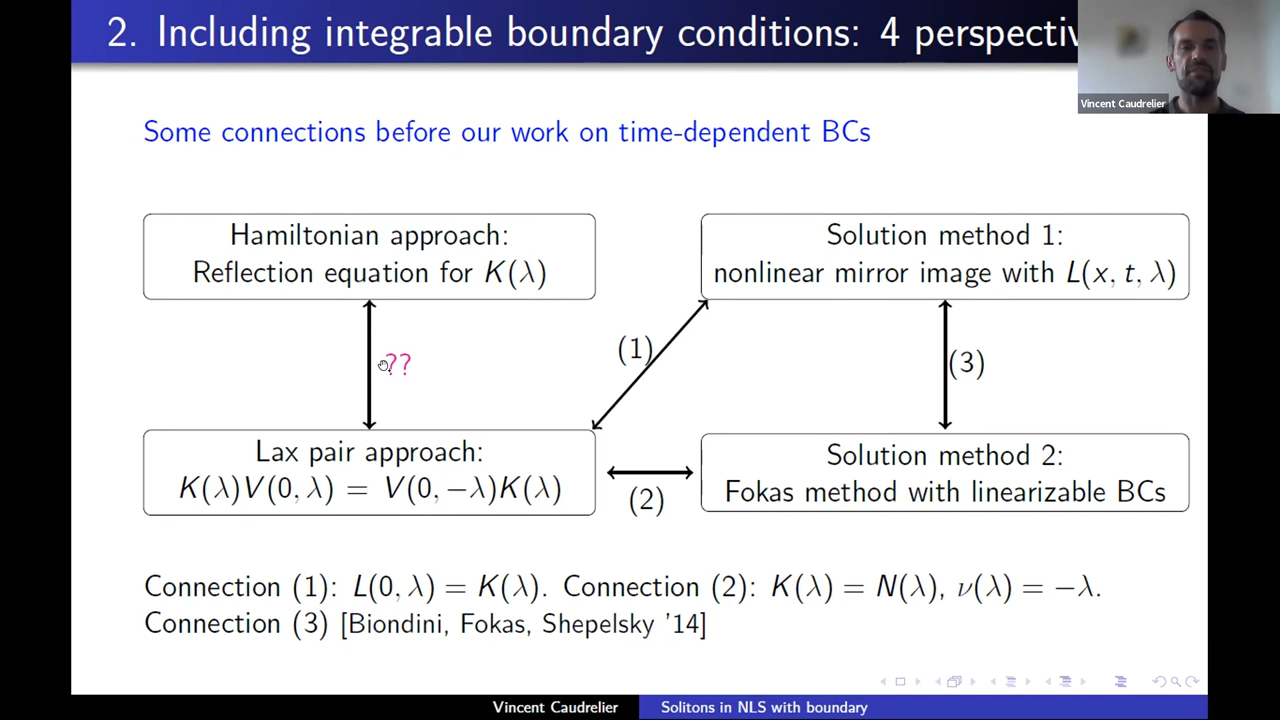 2. Including integrable boundary conditions: 4 perspectiv
Vincent Caudrelier
Some connections before our work on time-dependent BCs
Hamiltonian approach:
Reflection equation for K(λ)
Solution method 1:
nonlinear mirror image with L(x, t, λ)
??
(1)
(3)
Lax pair approach:
K(λ)V(0, λ) = V(0, −λ)K(λ)
(2)
Solution method 2:
Fokas method with linearizable BCs
Connection (1): L(0, λ) = K(λ). Connection (2): K(λ) = N(λ), ν(λ) = −λ.
Connection (3) [Biondini, Fokas, Shepelsky '14]
Vincent Caudrelier
Solitons in NLS with boundary